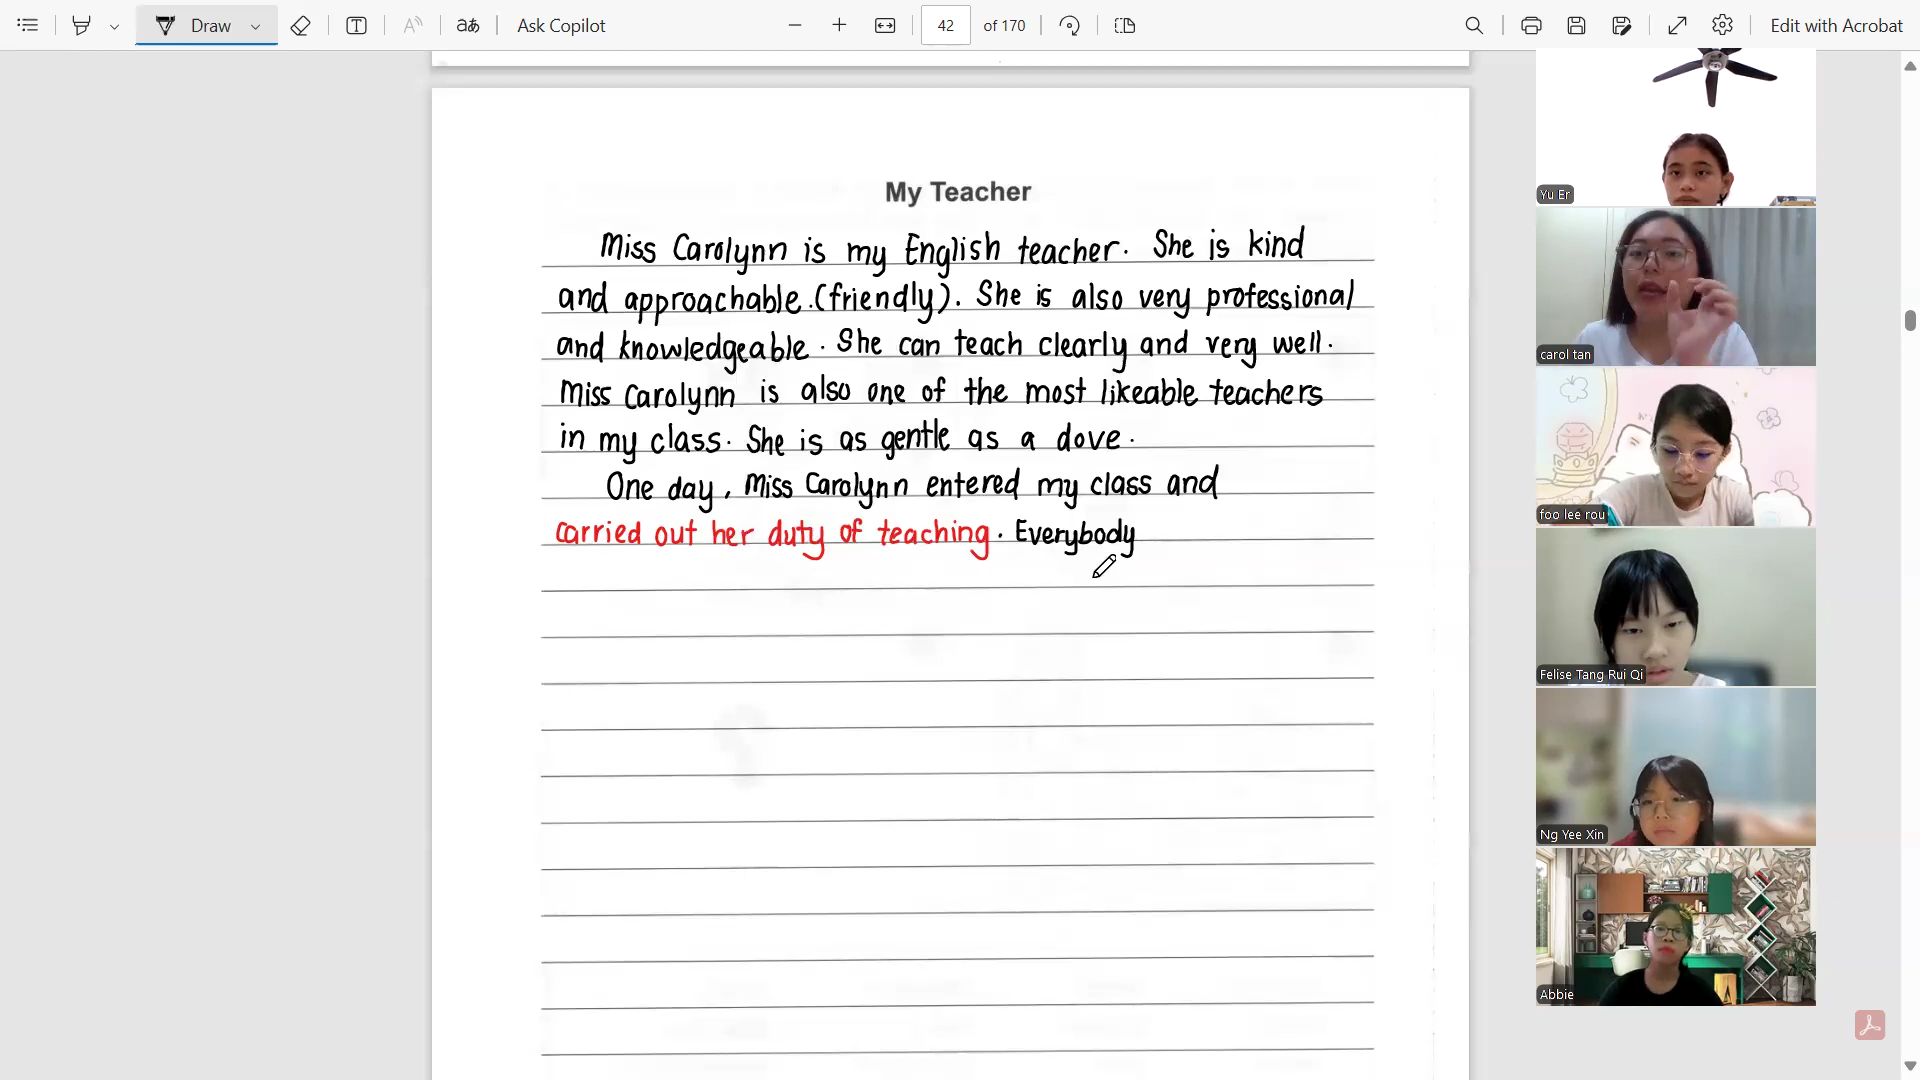 Draw
Ask Copilot
42 of 170
Edit with Acrobat
My Teacher
Miss Carolynn is my English teacher. She is kind
and approachable.(friendly). She is also very professional
and knowledgeable. She can teach clearly and very well.
Miss Carolynn is also one of the most likeable teachers
in my class. She is as gentle as a dove.
One day, Miss Carolynn entered my class and
carried out her duty of teaching. Everybody
Yu Er
carol tan
foo lee rou
Felise Tang Rui Qi
Ng Yee Xin
Abbie